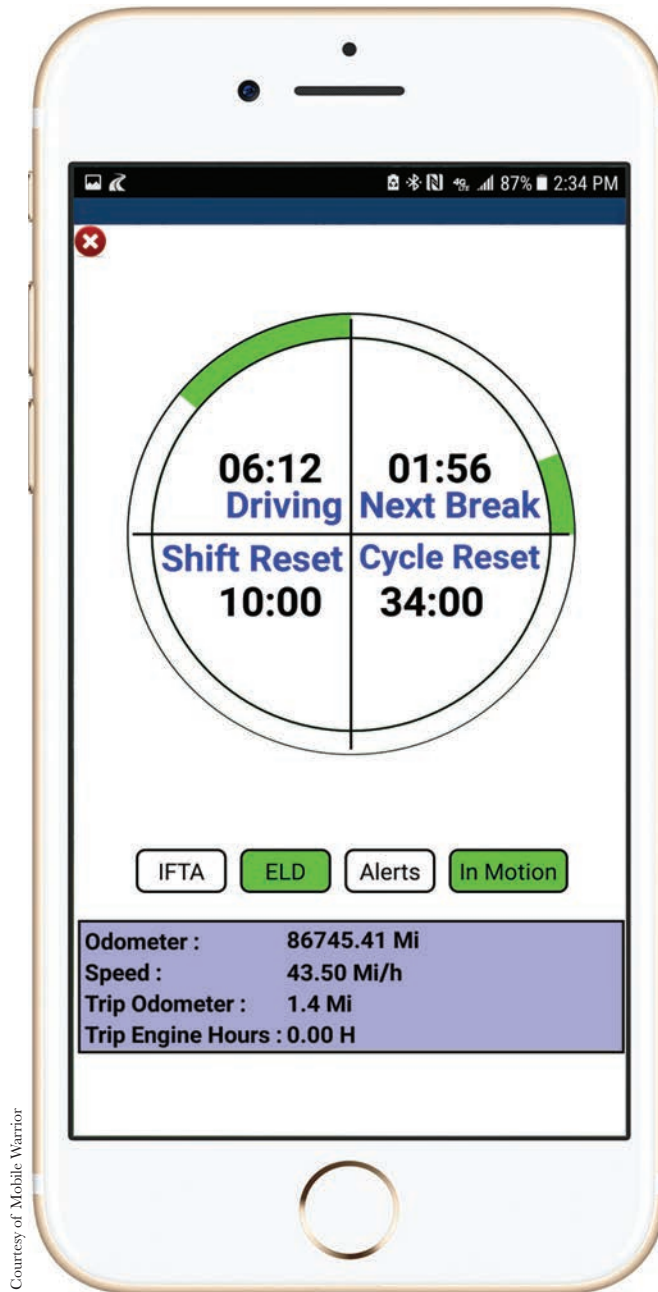 87% 2:34 PM
06:12 01:56
Driving Next Break
Shift Reset Cycle Reset
10:00 34:00
IFTA ELD Alerts In Motion
Odometer : 86745.41 Mi
Speed : 43.50 Mi/h
Trip Odometer : 1.4 Mi
Trip Engine Hours : 0.00 H
Courtesy of Mobile Warrior